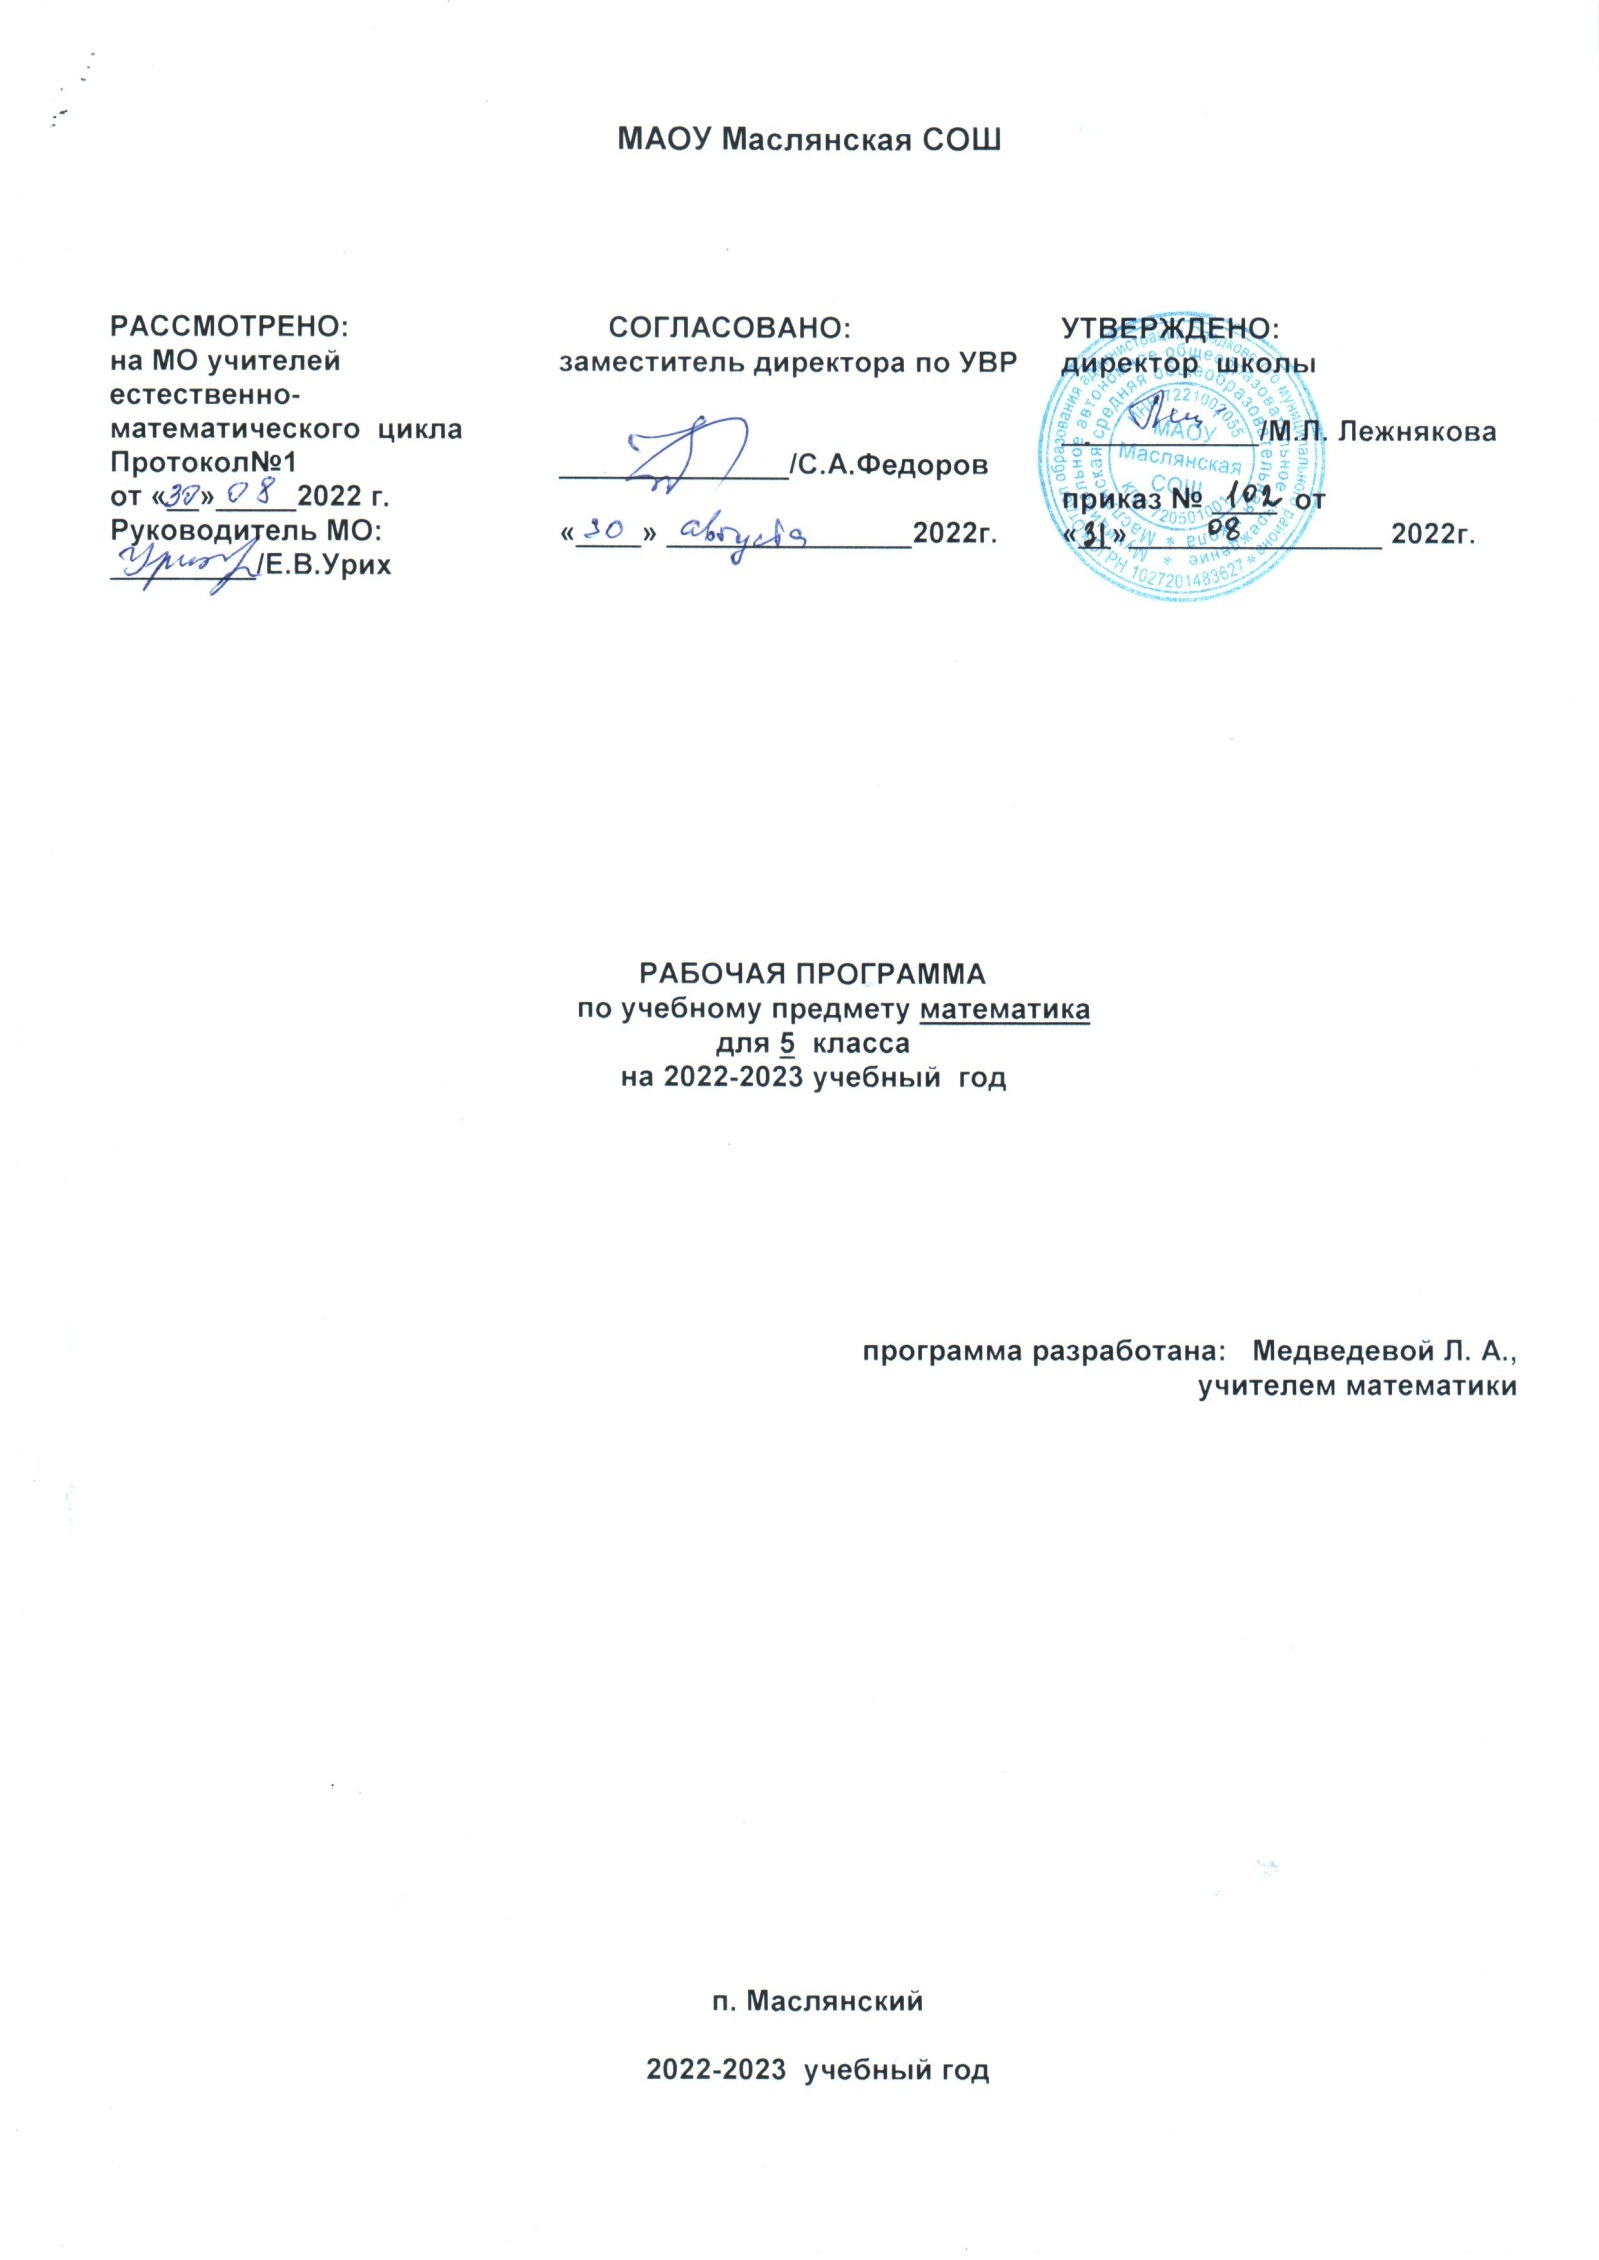 МАОУ Маслянская СОШ
РАССМОТРЕНО:
на МО учителей
естественно-
математического цикла
Протокол№1
от «30» 08 2022 г.
Руководитель МО:
/Е.В.Урих
СОГЛАСОВАНО:
заместитель директора по УВР
/С.А.Федоров
«30» августа 2022г.
УТВЕРЖДЕНО:
директор школы
/М.Л. Лежнякова
приказ № 102 от
«31» 08 2022г.
МАОУ
Маслянская
СОШ
1027201483627
РАБОЧАЯ ПРОГРАММА
по учебному предмету математика
для 5 класса
на 2022-2023 учебный год
программа разработана: Медведевой Л. А.,
учителем математики
п. Маслянский
2022-2023 учебный год